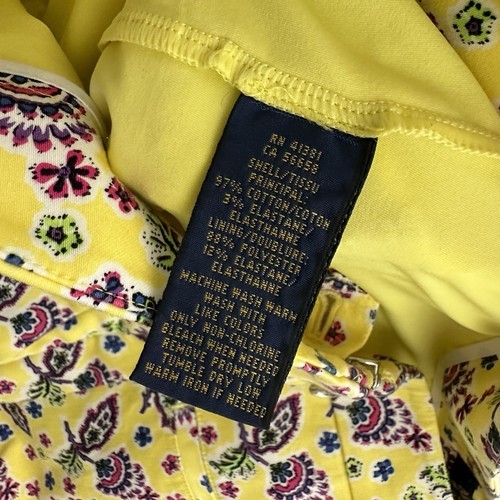 RN 41381
CA 56658
SHELL/TISSU
PRINCIPAL:
97% COTTON/COTON
3% ELASTANE/
ELASTHANNE
LINING/DOUBLURE:
88% POLYESTER
12% ELASTANE/
ELASTHANNE
MACHINE WASH WARM
WASH WITH
LIKE COLORS
ONLY NON-CHLORINE
BLEACH WHEN NEEDED
REMOVE PROMPTLY
TUMBLE DRY LOW
WARM IRON IF NEEDED